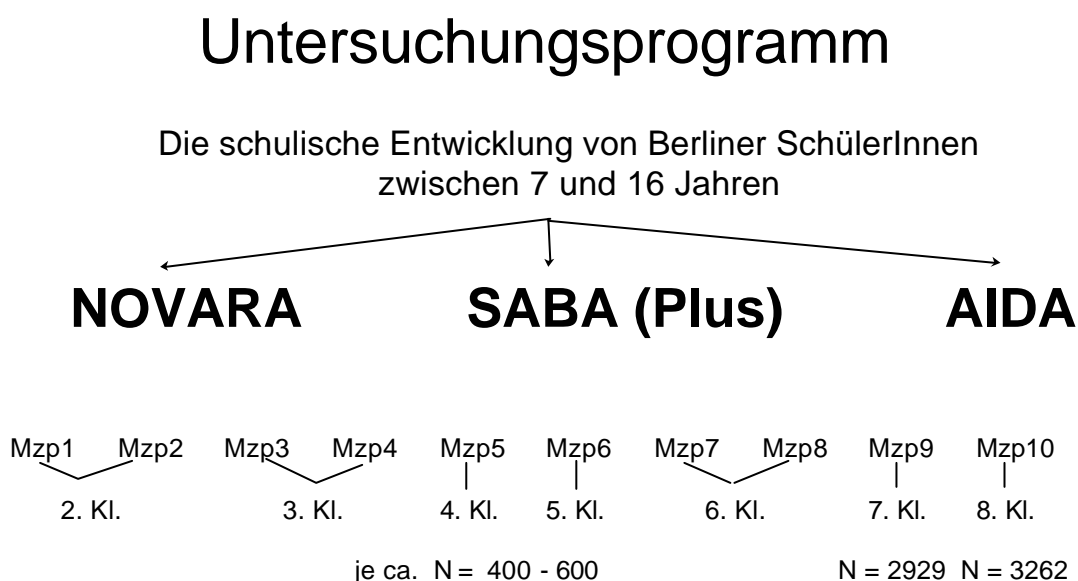 Untersuchungsprogramm
Die schulische Entwicklung von Berliner SchülerInnen
zwischen 7 und 16 Jahren
NOVARA SABA (Plus) AIDA
Mzp1 Mzp2 Mzp3 Mzp4 Mzp5 Mzp6 Mzp7 Mzp8 Mzp9 Mzp10
2. Kl. 3. Kl. 4. Kl. 5. Kl. 6. Kl. 7. Kl. 8. Kl.
je ca. N = 400 - 600 N = 2929 N = 3262